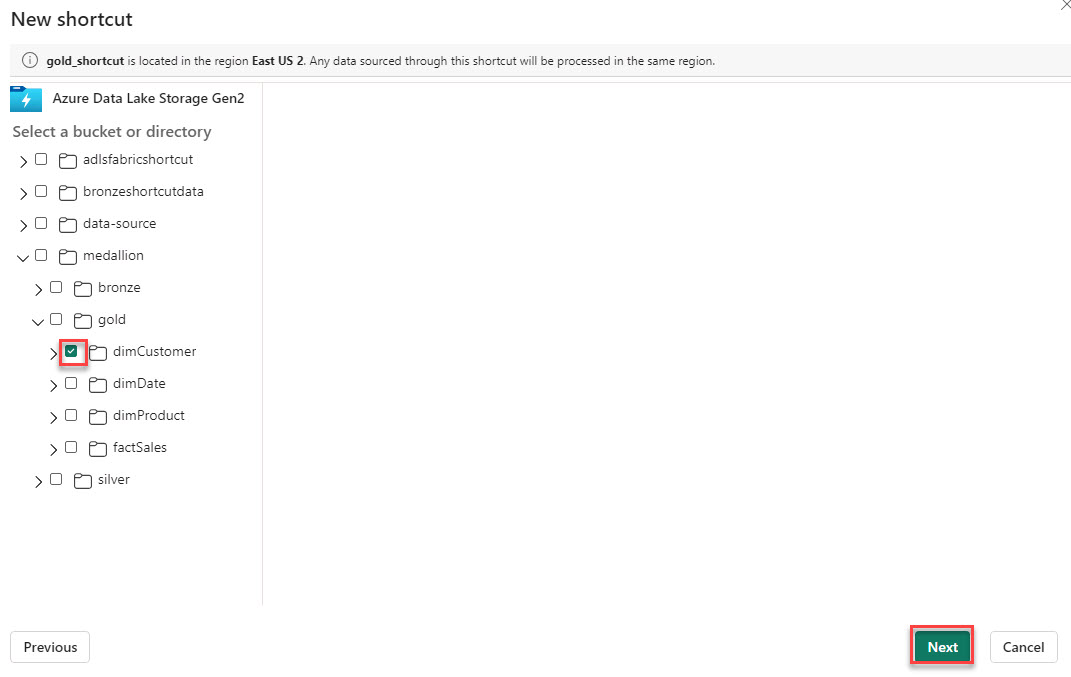 New shortcut
gold_shortcut is located in the region East US 2. Any data sourced through this shortcut will be processed in the same region.
Azure Data Lake Storage Gen2
Select a bucket or directory
adlsfabricshortcut
bronzeshortcutdata
data-source
medallion
bronze
gold
dimCustomer
dimDate
dimProduct
factSales
silver
Previous
Next
Cancel